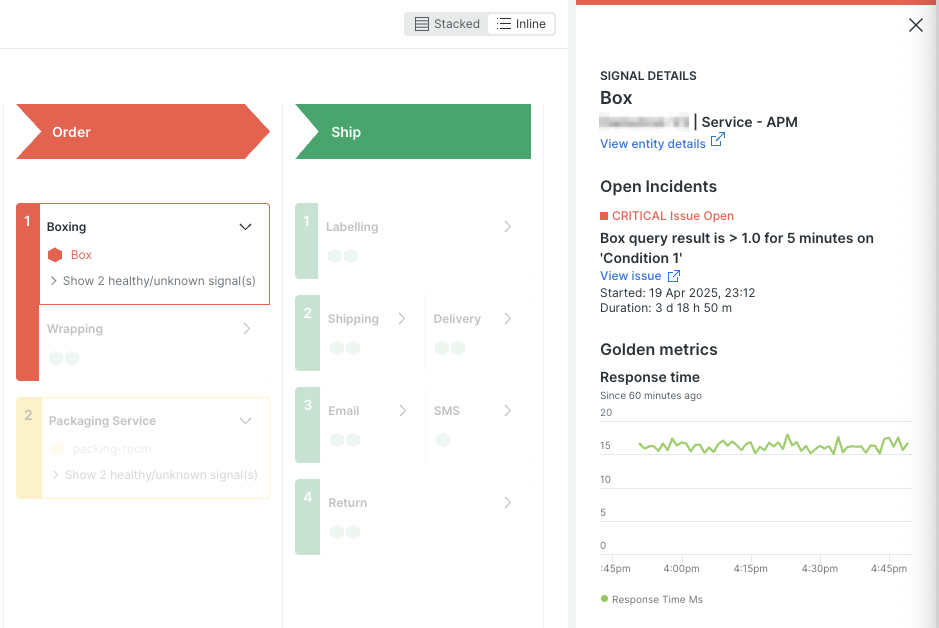 Stacked
Inline
Order
Ship
1
Boxing
Box
Show 2 healthy/unknown signal(s)
Wrapping
2
Packaging Service
packing-room
Show 2 healthy/unknown signal(s)
1
Labelling
2
Shipping
Delivery
3
Email
SMS
4
Return
SIGNAL DETAILS
Box
| Service - APM
View entity details
Open Incidents
CRITICAL Issue Open
Box query result is > 1.0 for 5 minutes on
'Condition 1'
View issue
Started: 19 Apr 2025, 23:12
Duration: 3 d 18 h 50 m
Golden metrics
Response time
Since 60 minutes ago
20
15
10
5
0
:45pm
4:00pm
4:15pm
4:30pm
4:45pm
Response Time Ms